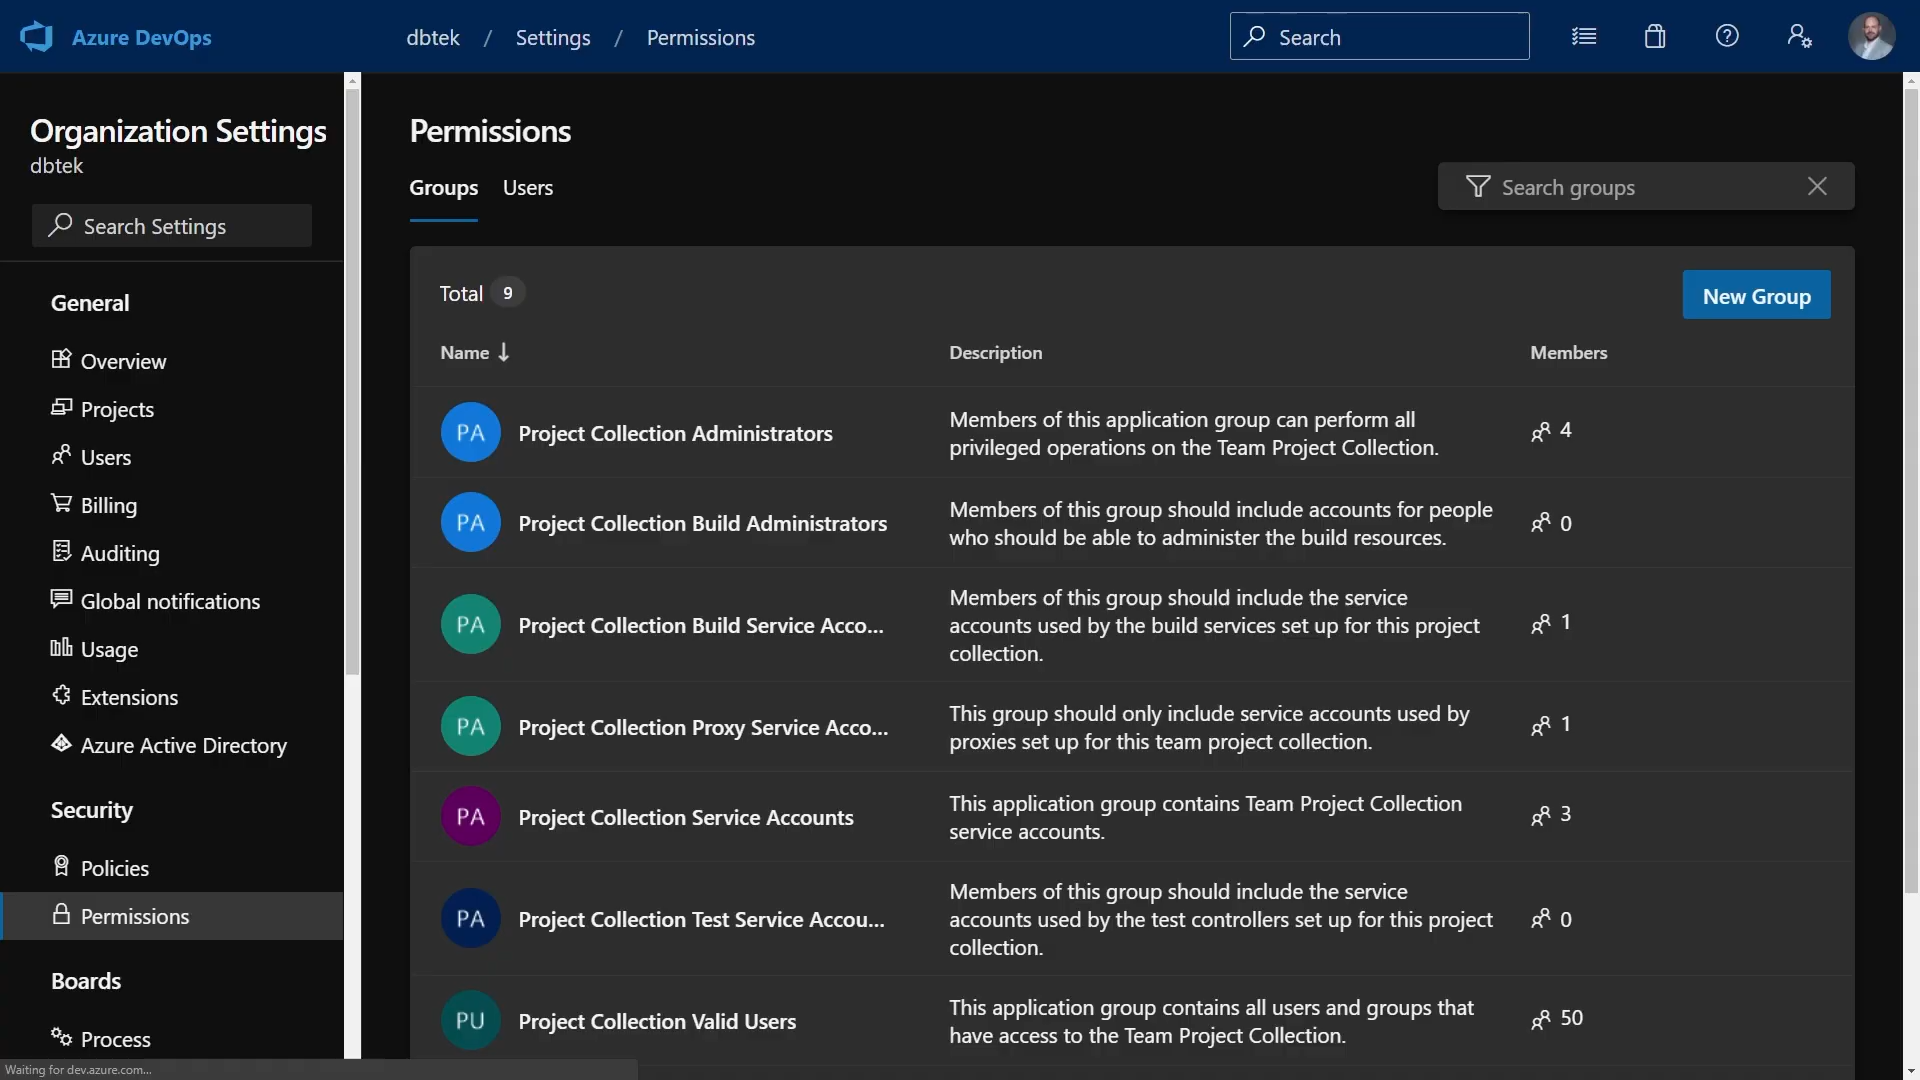 Azure DevOps
dbtek / Settings / Permissions
Search
Organization Settings
dbtek
Search Settings
General
Overview
Projects
Users
Billing
Auditing
Global notifications
Usage
Extensions
Azure Active Directory
Security
Policies
Permissions
Boards
Process
Permissions
Groups Users
Search groups
Total 9
New Group
Name Description Members
PA Project Collection Administrators
Members of this application group can perform all
privileged operations on the Team Project Collection.
4
PA Project Collection Build Administrators
Members of this group should include accounts for people
who should be able to administer the build resources.
0
PA Project Collection Build Service Acco...
Members of this group should include the service
accounts used by the build services set up for this project
collection.
1
PA Project Collection Proxy Service Acco...
This group should only include service accounts used by
proxies set up for this team project collection.
1
PA Project Collection Service Accounts
This application group contains Team Project Collection
service accounts.
3
PA Project Collection Test Service Accou...
Members of this group should include the service
accounts used by the test controllers set up for this project
collection.
0
PU Project Collection Valid Users
This application group contains all users and groups that
have access to the Team Project Collection.
50
Waiting for dev.azure.com...